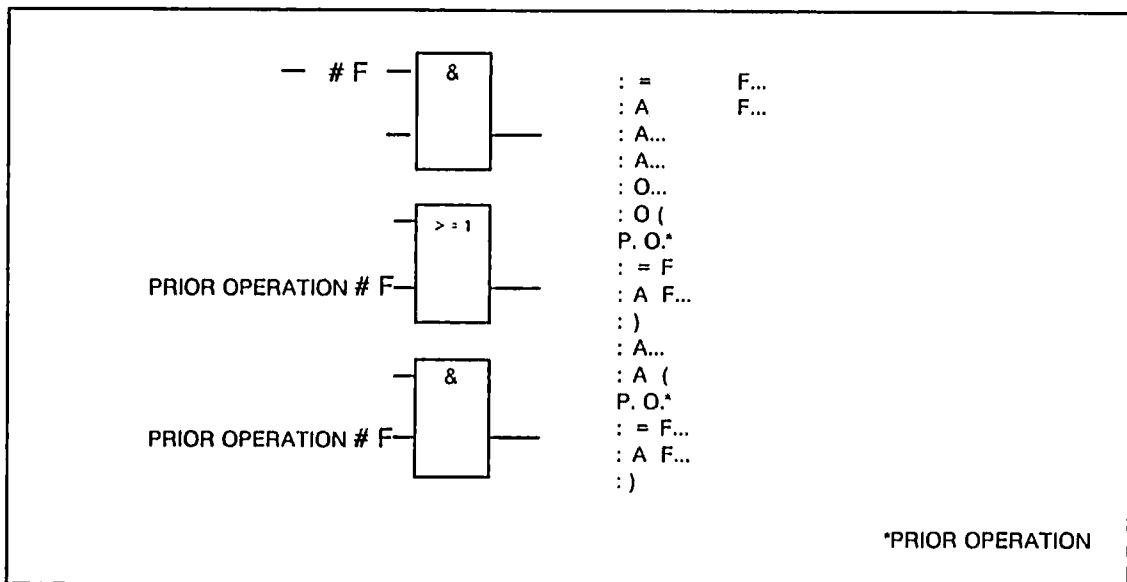 — # F — &
> = 1
PRIOR OPERATION # F
&
PRIOR OPERATION # F
: = F...
: A F...
: A...
: A...
: O...
: O (
P. O.*
: = F
: A F...
: )
: A...
: A (
P. O.*
: = F...
: A F...
: )
*PRIOR OPERATION